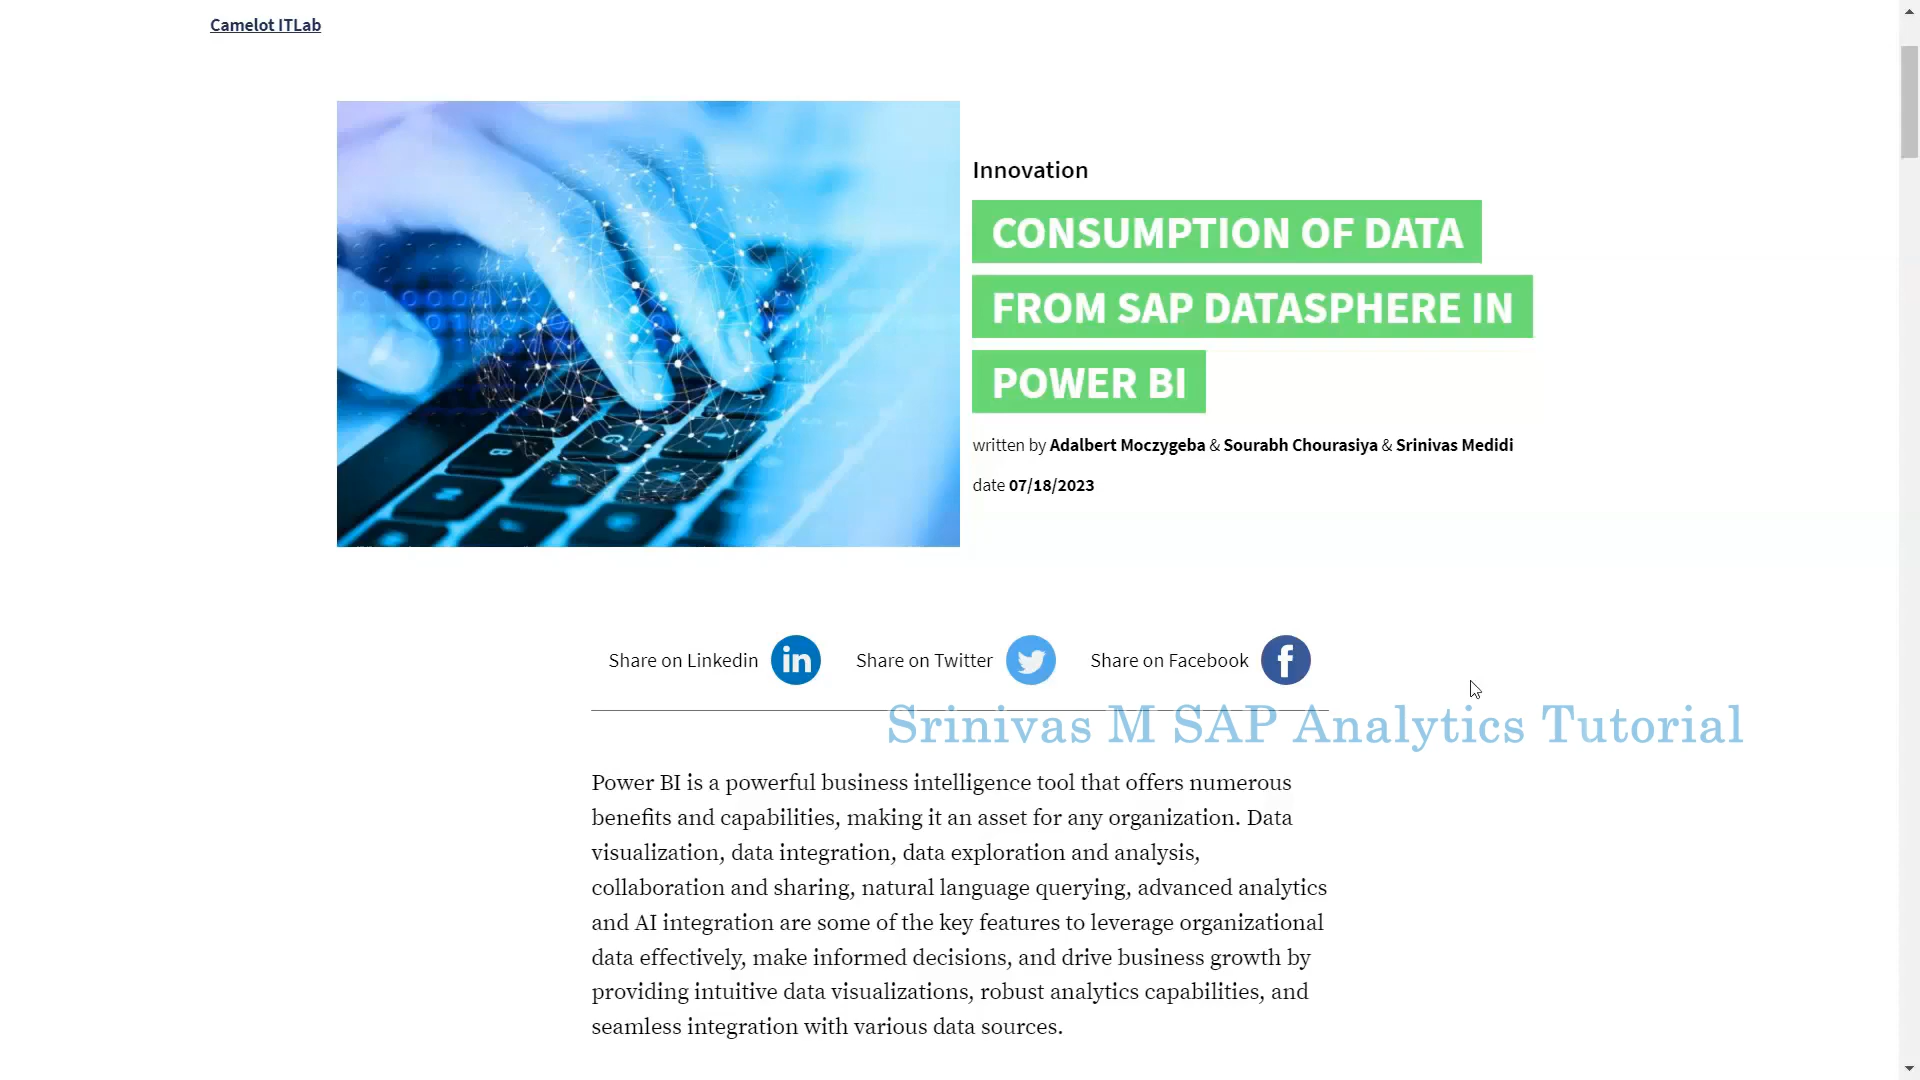 Camelot ITLab
Innovation
CONSUMPTION OF DATA
FROM SAP DATASPHERE IN
POWER BI
written by Adalbert Moczygeba & Sourabh Chourasiya & Srinivas Medidi
date 07/18/2023
Share on Linkedin in Share on Twitter Share on Facebook f
Srinivas M SAP Analytics Tutorial
Power BI is a powerful business intelligence tool that offers numerous
benefits and capabilities, making it an asset for any organization. Data
visualization, data integration, data exploration and analysis,
collaboration and sharing, natural language querying, advanced analytics
and AI integration are some of the key features to leverage organizational
data effectively, make informed decisions, and drive business growth by
providing intuitive data visualizations, robust analytics capabilities, and
seamless integration with various data sources.